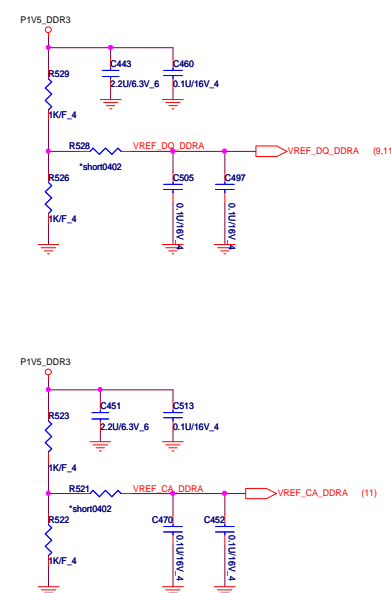 P1V5_DDR3
C443
C460
R529
2.2U/6.3V_6
0.1U/16V_4
1K/F_4
R528
VREF_DQ_DDRA
VREF_DQ_DDRA (9,11
*short0402
R526
C505
C497
0.1U/16V_4
0.1U/16V_4
1K/F_4
P1V5_DDR3
C451
C513
R523
2.2U/6.3V_6
0.1U/16V_4
1K/F_4
R521
VREF_CA_DDRA
VREF_CA_DDRA (11)
*short0402
R522
C470
C452
0.1U/16V_4
0.1U/16V_4
1K/F_4